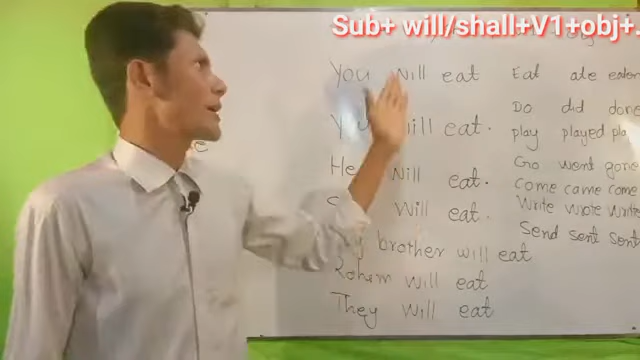 Sub+ will/shall+V1+obj+.
You will eat Eat ate eaten
Do did done
will eat. play played
He will Go went gone
eat. Come came come
will eat. Write wrote
Send sent sent
brother will eat
Rohim will eat
They will eat